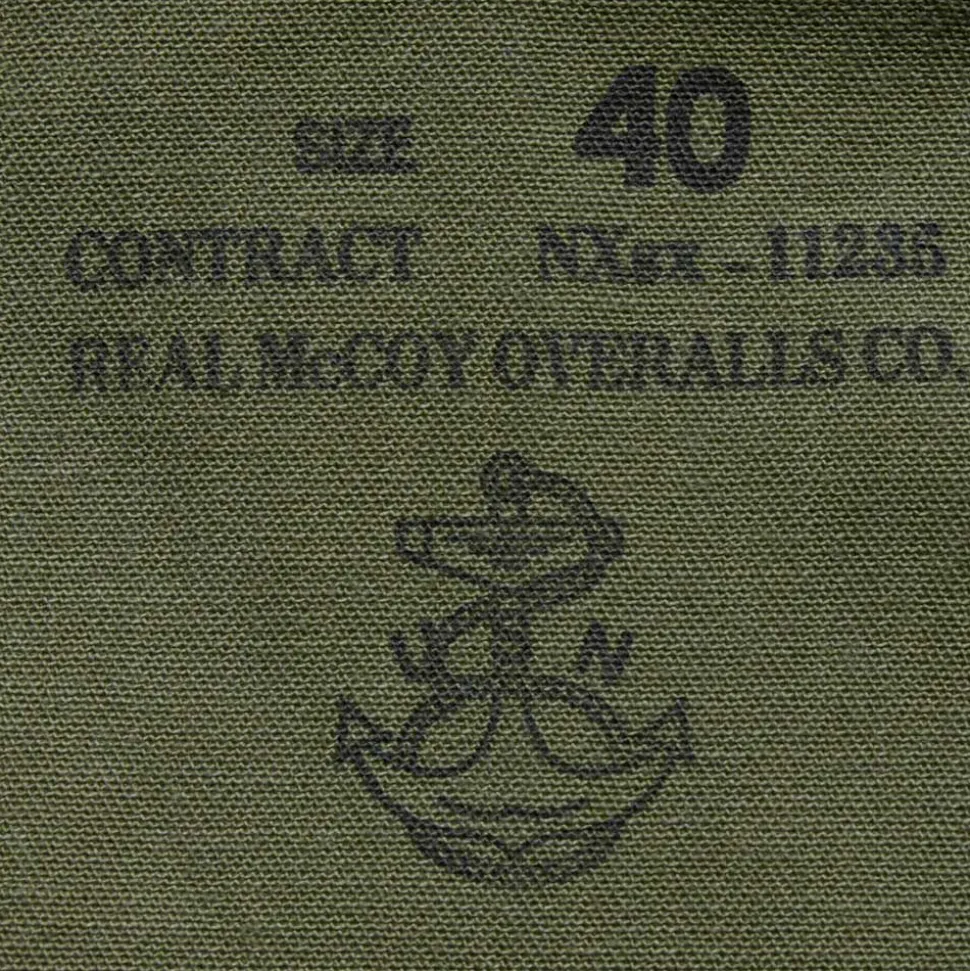 SIZE 40
CONTRACT NXsx-11235
REAL McCOY OVERALLS CO.
U N